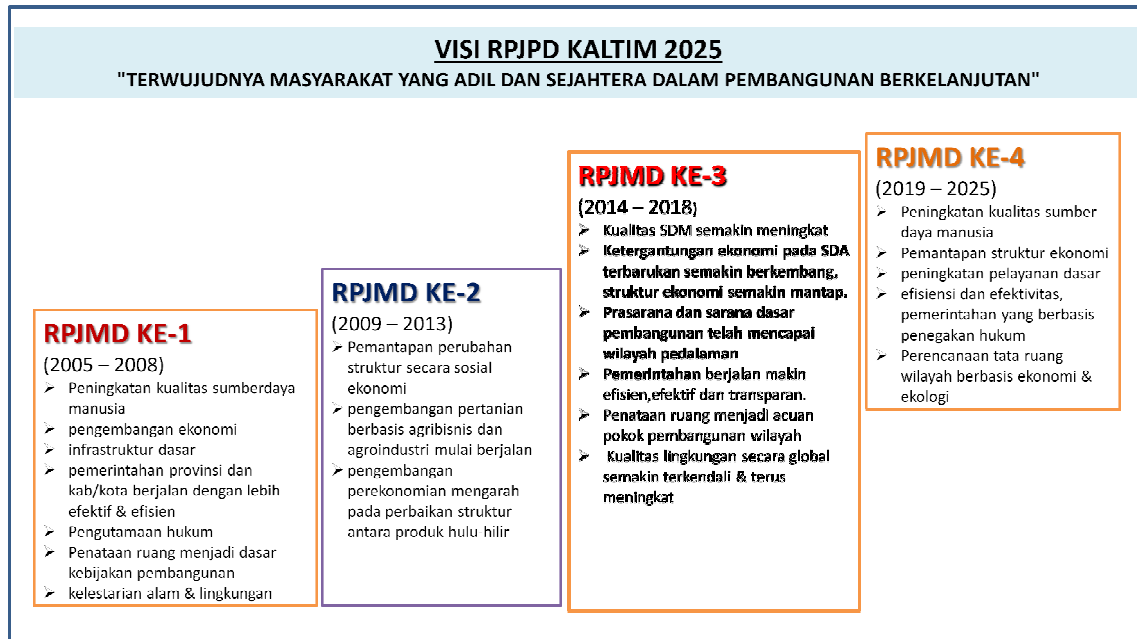 VISI RPJPD KALTIM 2025
"TERWUJUDNYA MASYARAKAT YANG ADIL DAN SEJAHTERA DALAM PEMBANGUNAN BERKELANJUTAN"
RPJMD KE-1
(2005 – 2008)
➢ Peningkatan kualitas sumberdaya
manusia
➢ pengembangan ekonomi
➢ infrastruktur dasar
➢ pemerintahan provinsi dan
kab/kota berjalan dengan lebih
efektif & efisien
➢ Pengutamaan hukum
➢ Penataan ruang menjadi dasar
kebijakan pembangunan
➢ kelestarian alam & lingkungan
RPJMD KE-2
(2009 – 2013)
➢ Pemantapan perubahan
struktur secara sosial
ekonomi
➢ pengembangan pertanian
berbasis agribisnis dan
agroindustri mulai berjalan
➢ pengembangan
perekonomian mengarah
pada perbaikan struktur
antara produk hulu-hilir
RPJMD KE-3
(2014 – 2018)
➢ Kualitas SDM semakin meningkat
➢ Ketergantungan ekonomi pada SDA
terbarukan semakin berkembang,
struktur ekonomi semakin mantap.
➢ Prasarana dan sarana dasar
pembangunan telah mencapai
wilayah pedalaman
➢ Pemerintahan berjalan makin
efisien,efektif dan transparan.
➢ Penataan ruang menjadi acuan
pokok pembangunan wilayah
➢ Kualitas lingkungan secara global
semakin terkendali & terus
meningkat
RPJMD KE-4
(2019 – 2025)
➢ Peningkatan kualitas sumber
daya manusia
➢ Pemantapan struktur ekonomi
➢ peningkatan pelayanan dasar
➢ efisiensi dan efektivitas,
pemerintahan yang berbasis
penegakan hukum
➢ Perencanaan tata ruang
wilayah berbasis ekonomi &
ekologi